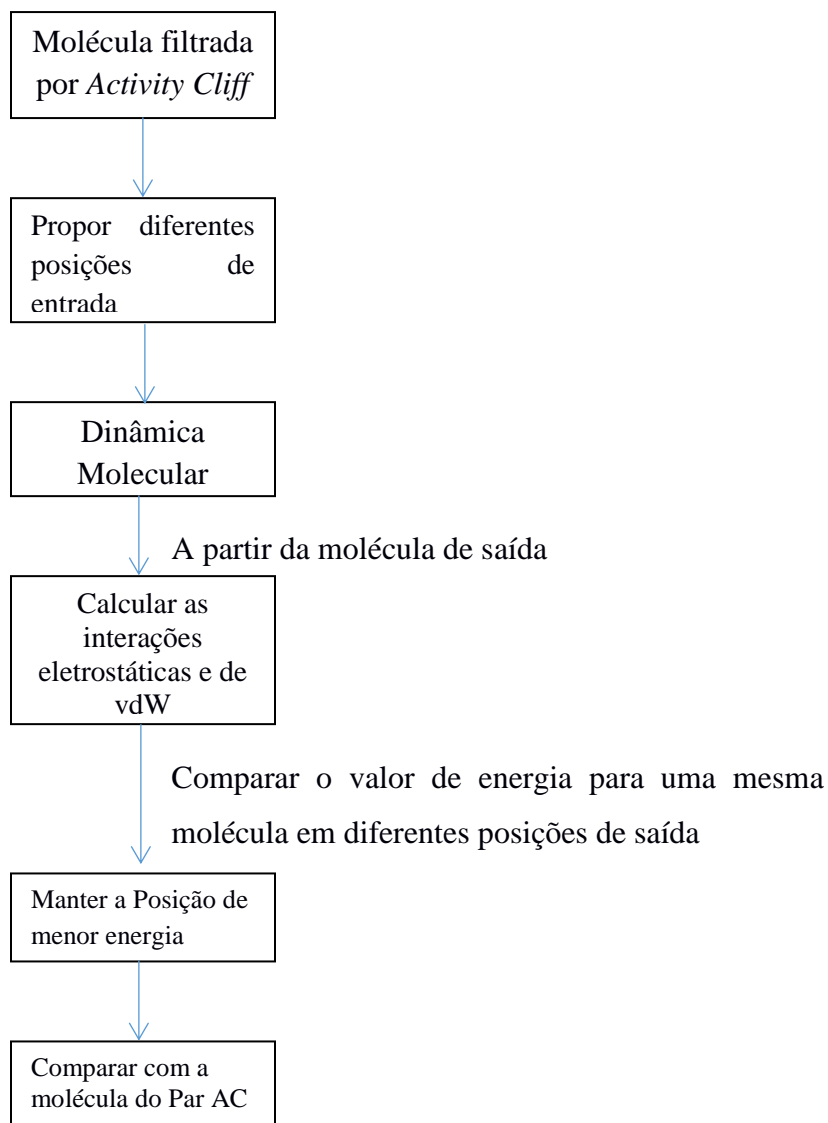 Molécula filtrada
por Activity Cliff
Propor diferentes
posições de
entrada
Dinâmica
Molecular
A partir da molécula de saída
Calcular as
interações
eletrostáticas e de
vdW
Comparar o valor de energia para uma mesma
molécula em diferentes posições de saída
Manter a Posição de
menor energia
Comparar com a
molécula do Par AC